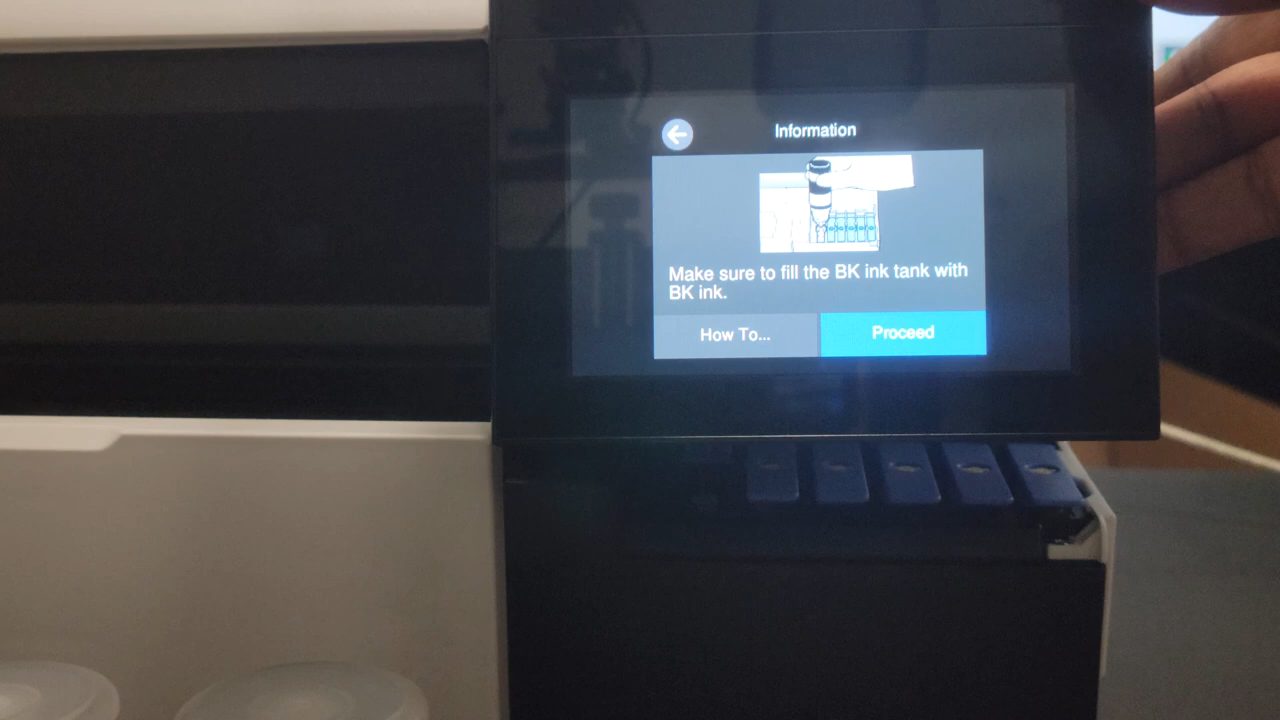 Information
Make sure to fill the BK ink tank with
BK ink.
How To...
Proceed